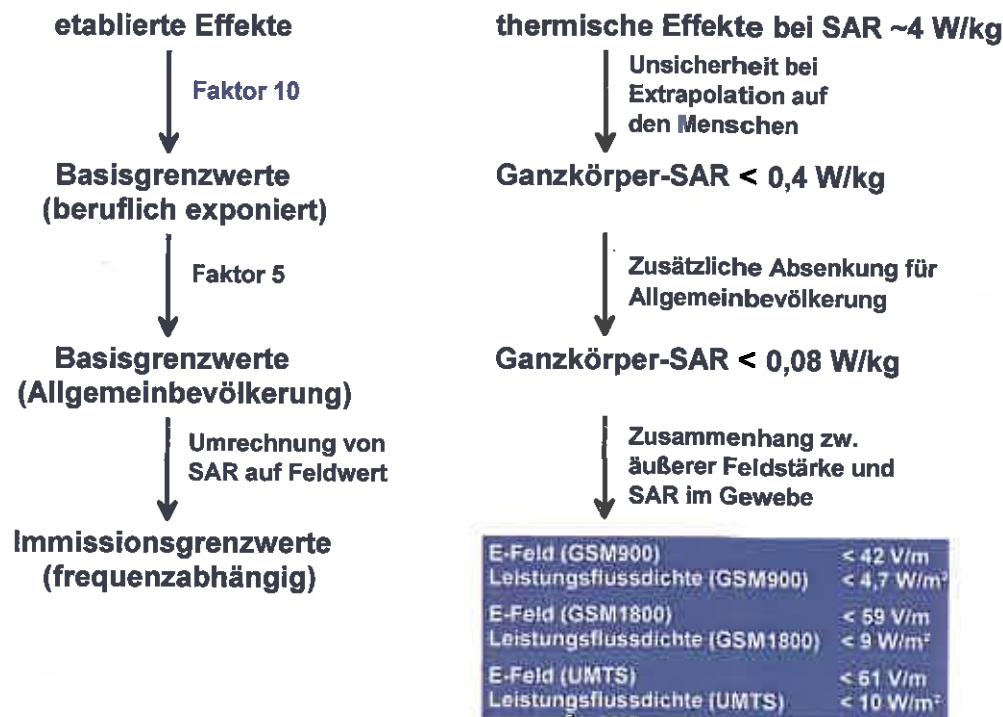 etablierte Effekte
Faktor 10
Basisgrenzwerte
(beruflich exponiert)
Faktor 5
Basisgrenzwerte
(Allgemeinbevölkerung)
Umrechnung von
SAR auf Feldwert
Immissionsgrenzwerte
(frequenzabhängig)
thermische Effekte bei SAR ~4 W/kg
Unsicherheit bei
Extrapolation auf
den Menschen
Ganzkörper-SAR < 0,4 W/kg
Zusätzliche Absenkung für
Allgemeinbevölkerung
Ganzkörper-SAR < 0,08 W/kg
Zusammenhang zw.
äußerer Feldstärke und
SAR im Gewebe
E-Feld (GSM900) < 42 V/m
Leistungsflussdichte (GSM900) < 4,7 W/m²
E-Feld (GSM1800) < 59 V/m
Leistungsflussdichte (GSM1800) < 9 W/m²
E-Feld (UMTS) < 61 V/m
Leistungsflussdichte (UMTS) < 10 W/m²